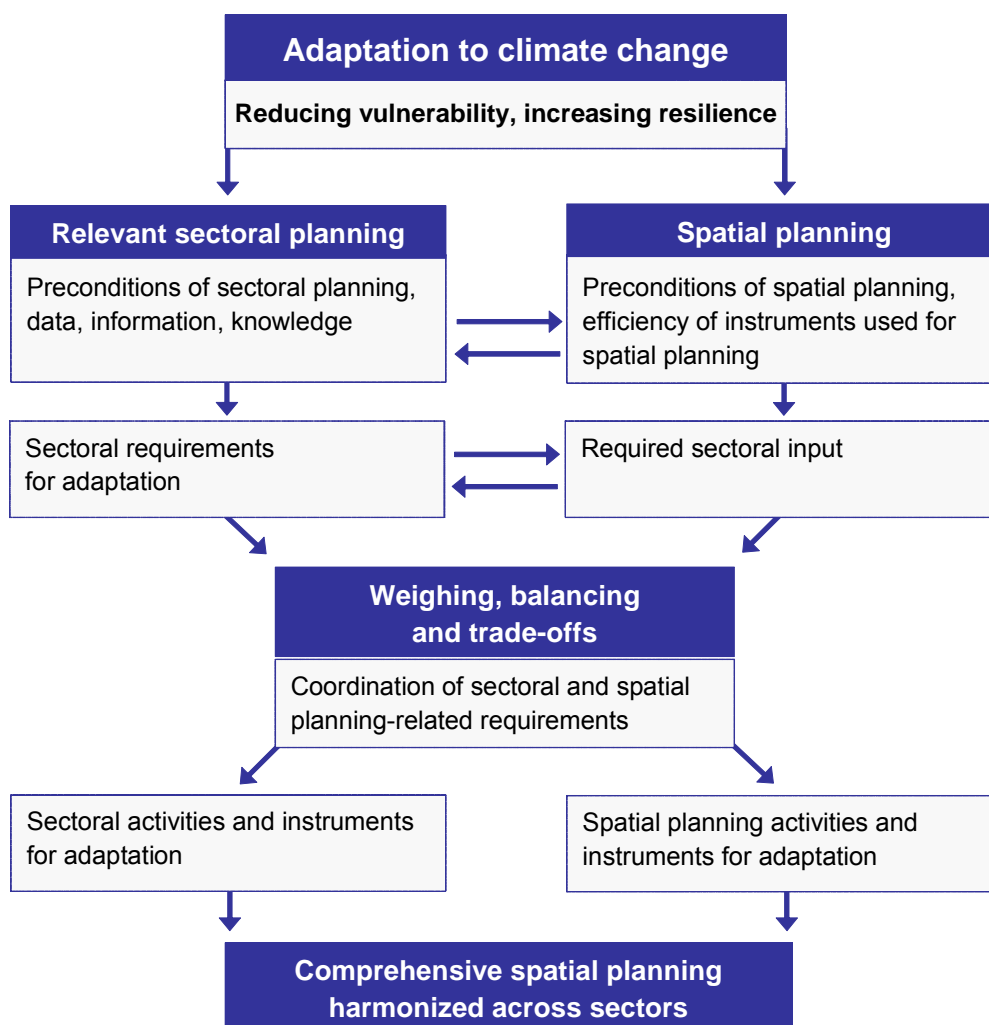 Adaptation to climate change
Reducing vulnerability, increasing resilience
Relevant sectoral planning
Preconditions of sectoral planning,
data, information, knowledge
Spatial planning
Preconditions of spatial planning,
efficiency of instruments used for
spatial planning
Sectoral requirements
for adaptation
Required sectoral input
Weighing, balancing
and trade-offs
Coordination of sectoral and spatial
planning-related requirements
Sectoral activities and instruments
for adaptation
Spatial planning activities and
instruments for adaptation
Comprehensive spatial planning
harmonized across sectors